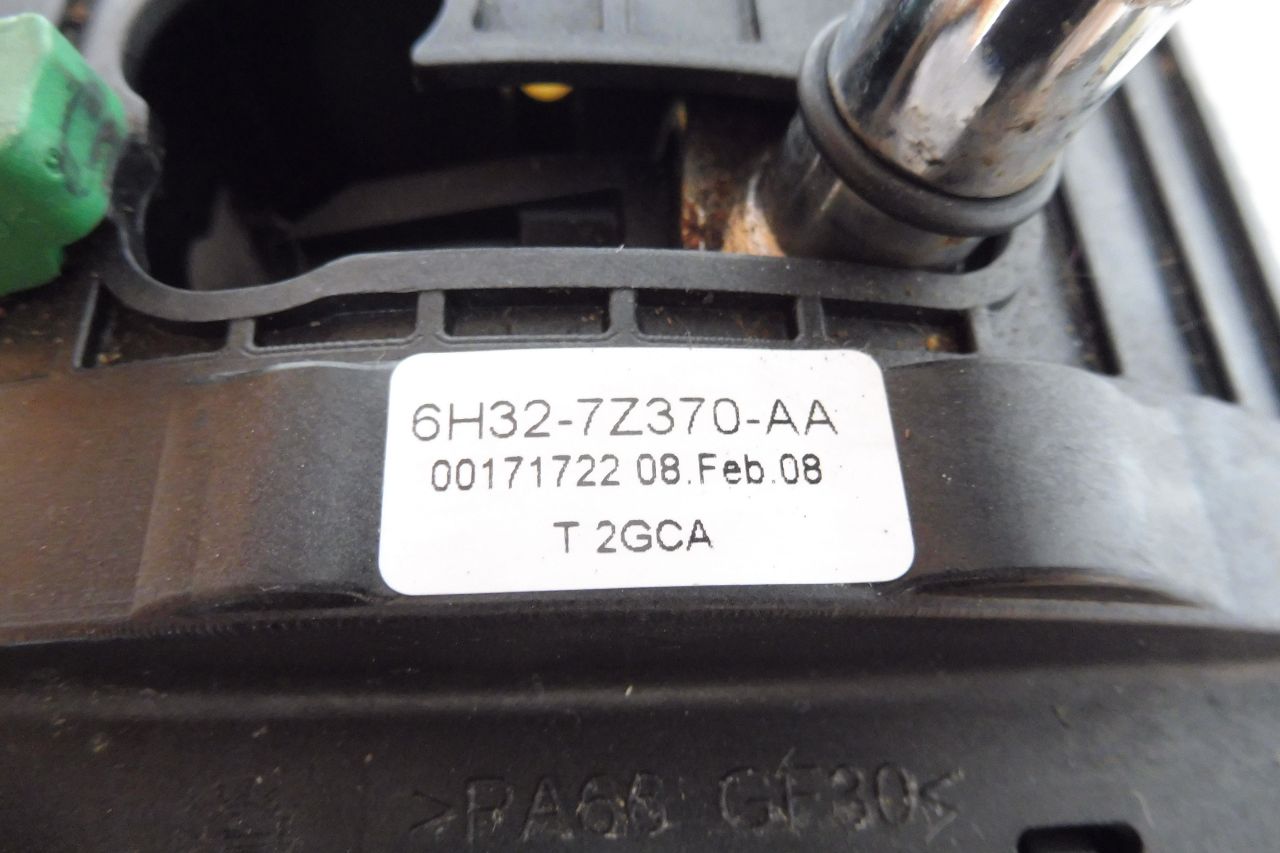 6H32-7Z370-AA
00171722 08.Feb.08
T 2GCA
>PA66 GF30<